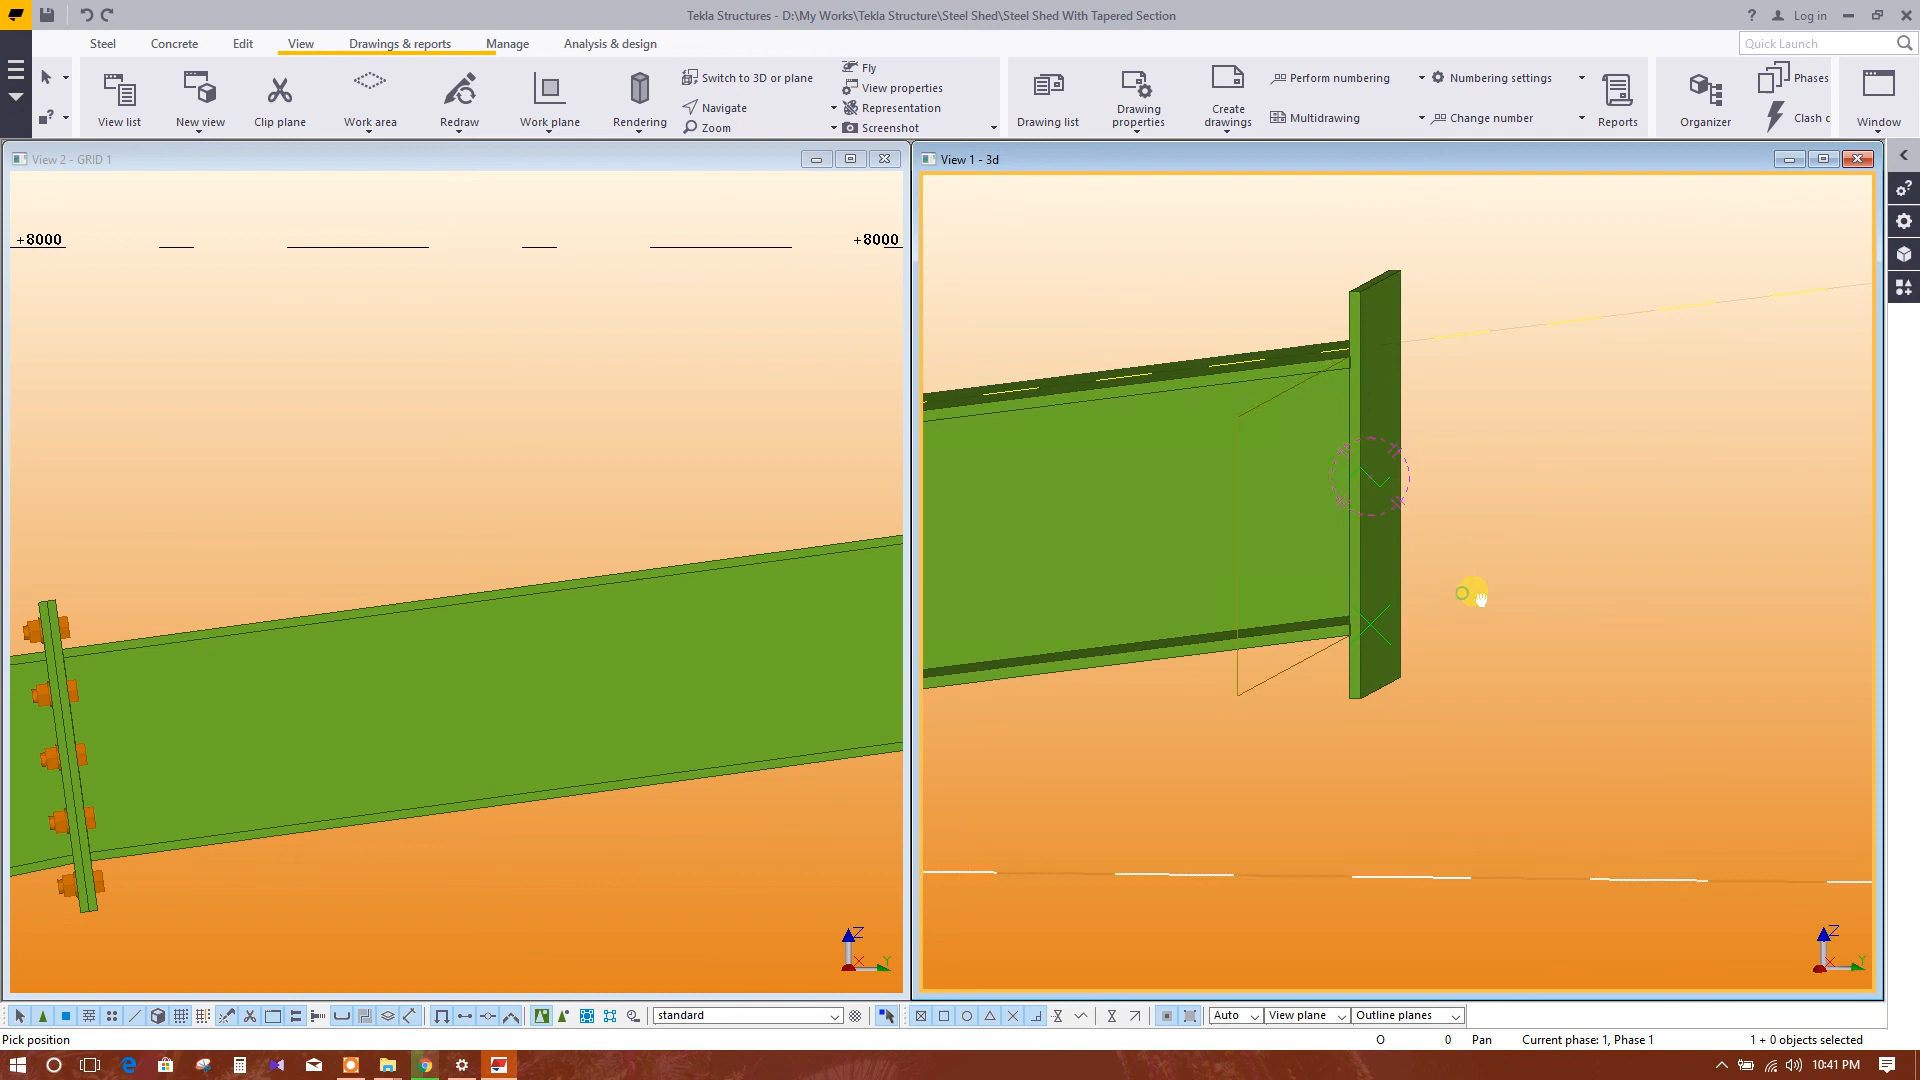 Tekla Structures - D:\My Works\Tekla Structure\Steel Shed\Steel Shed With Tapered Section
? Log in
Steel Concrete Edit View Drawings & reports Manage Analysis & design
Quick Launch
View list
New view
Clip plane
Work area
Redraw
Work plane
Rendering
Switch to 3D or plane
Navigate
Zoom
Fly
View properties
Representation
Screenshot
Drawing list
Drawing properties
Create drawings
Perform numbering
Multidrawing
Numbering settings
Change number
Reports
Organizer
Phases
Clash c
Window
View 2 - GRID 1
View 1 - 3d
+8000
+8000
Z
X
Y
Z
X
Y
standard
Auto
View plane
Outline planes
Pick position
O 0 Pan Current phase: 1, Phase 1 1 + 0 objects selected
10:41 PM